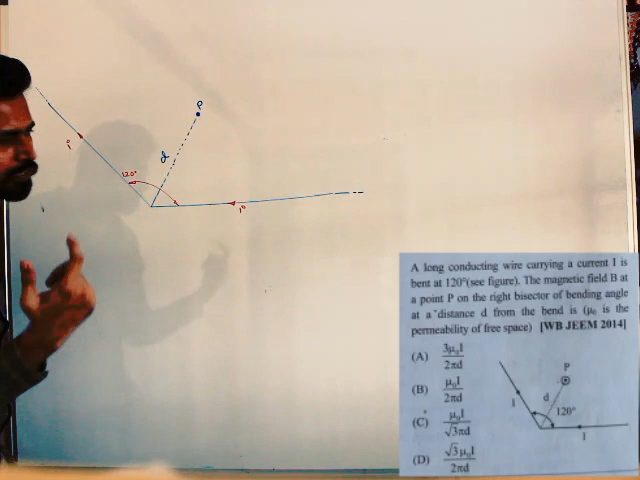 P
d
i
120°
i
A long conducting wire carrying a current I is
bent at 120°(see figure). The magnetic field B at
a point P on the right bisector of bending angle
at a distance d from the bend is (μ₀ is the
permeability of free space) [WB JEEM 2014]
(A) 3μ₀I / 2πd
(B) μ₀I / 2πd
(C) μ₀I / √3πd
(D) √3μ₀I / 2πd
P
d
I
120°
I